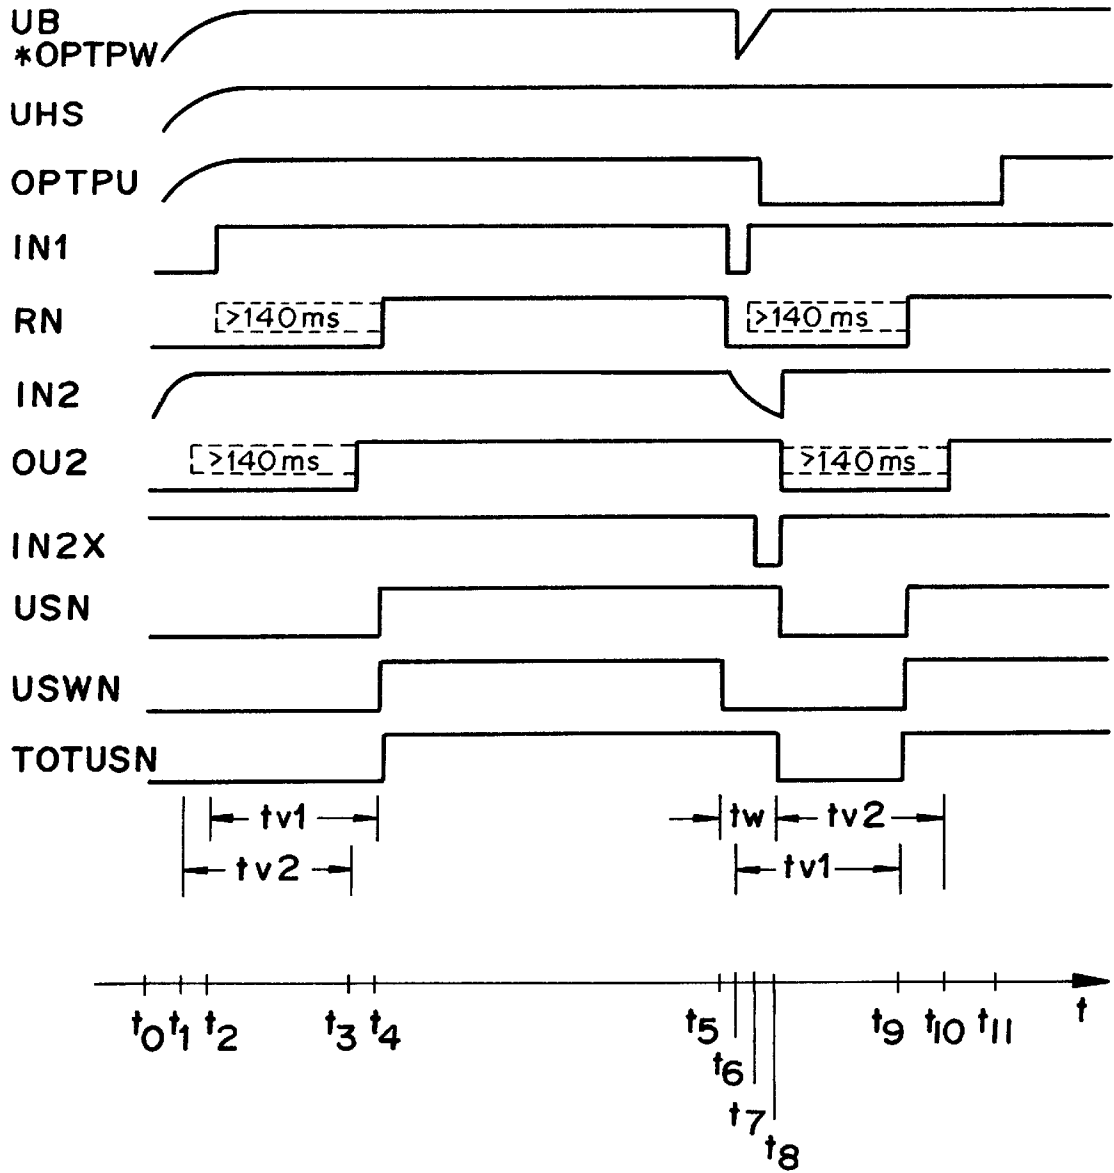 UB
*OPTPW
UHS
OPTPU
IN1
RN
>140ms >140ms
IN2
OU2
>140ms >140ms
IN2X
USN
USWN
TOTUSN
tv1 tw tv2
tv2 tv1
t0 t1 t2 t3 t4 t5 t9 t10 t11 t
t6
t7
t8